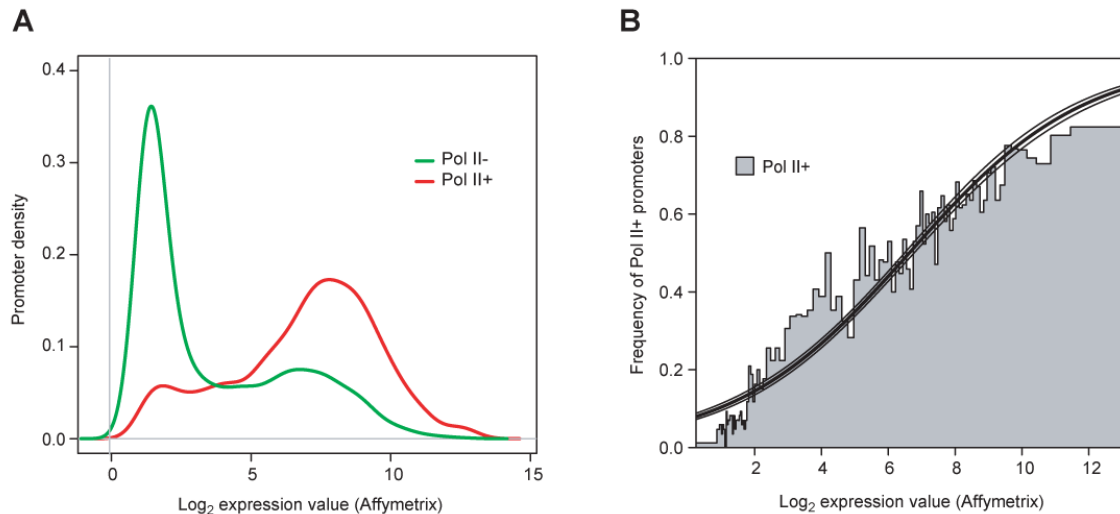 A
0.4
0.3
0.2
0.1
0.0
Promoter density
Pol II-
Pol II+
0
5
10
15
Log2 expression value (Affymetrix)
B
1.0
0.8
0.6
0.4
0.2
0.0
Frequency of Pol II+ promoters
Pol II+
2
4
6
8
10
12
Log2 expression value (Affymetrix)